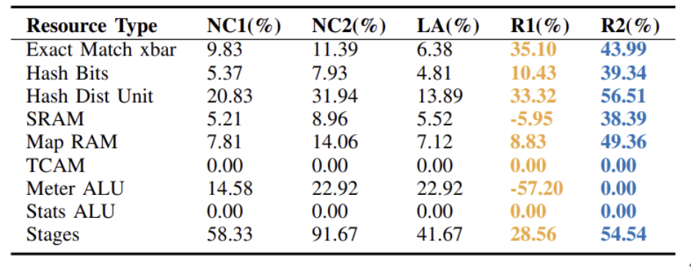 Resource Type NC1(%) NC2(%) LA(%) R1(%) R2(%)
Exact Match xbar 9.83 11.39 6.38 35.10 43.99
Hash Bits 5.37 7.93 4.81 10.43 39.34
Hash Dist Unit 20.83 31.94 13.89 33.32 56.51
SRAM 5.21 8.96 5.52 -5.95 38.39
Map RAM 7.81 14.06 7.12 8.83 49.36
TCAM 0.00 0.00 0.00 0.00 0.00
Meter ALU 14.58 22.92 22.92 -57.20 0.00
Stats ALU 0.00 0.00 0.00 0.00 0.00
Stages 58.33 91.67 41.67 28.56 54.54